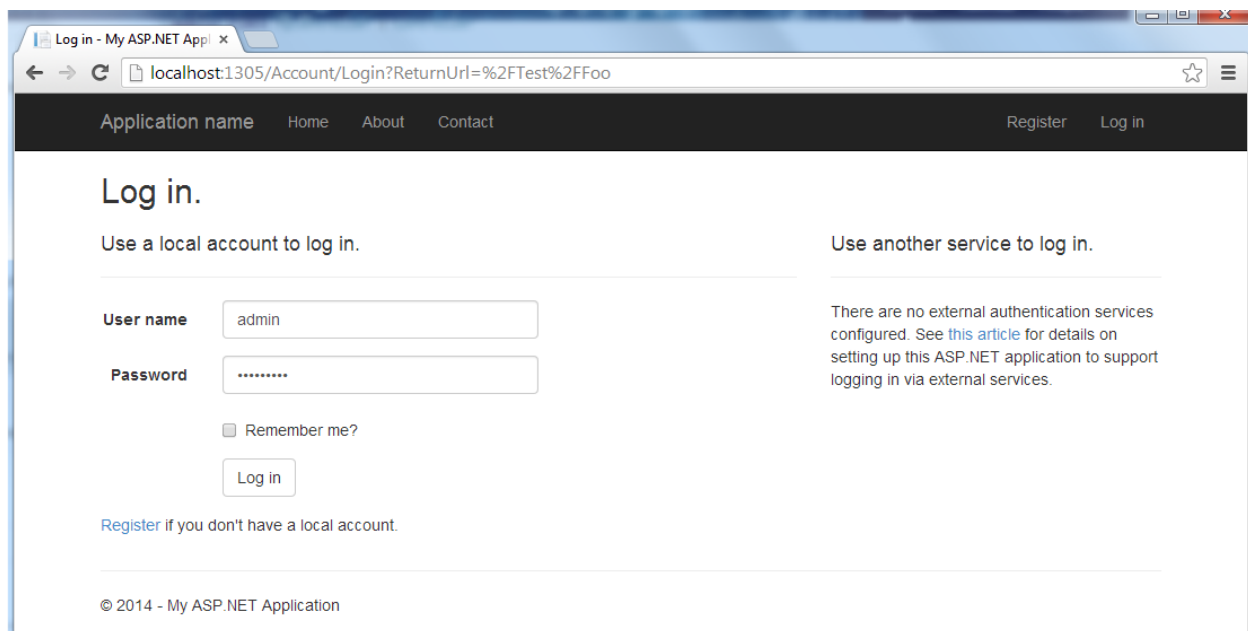 Log in - My ASP.NET Appl
localhost:1305/Account/Login?ReturnUrl=%2FTest%2FFoo
Application name Home About Contact Register Log in
Log in.
Use a local account to log in.
User name admin
Password •••••••••
Remember me?
Log in
Register if you don't have a local account.
Use another service to log in.
There are no external authentication services
configured. See this article for details on
setting up this ASP.NET application to support
logging in via external services.
© 2014 - My ASP.NET Application